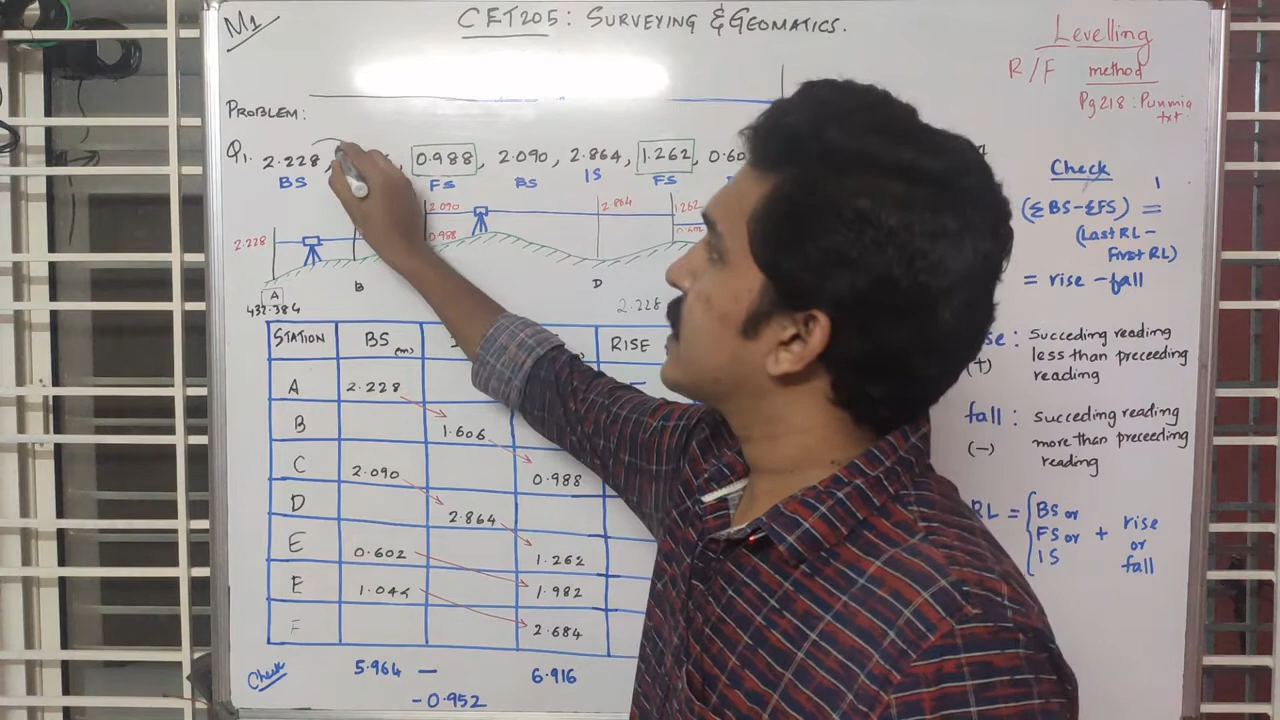 M1
CET205: SURVEYING & GEOMATICS.
Levelling
R/F method
Pg218: Punmia
txt.
PROBLEM:
Q1. 2.228 , 0.988, 2.090, 2.864, 1.262, 0.60
BS FS BS IS FS
2.228 2.090 0.988 2.864 1.262 0.602
A B D
432.384
2.228
STATION BS (m) RISE
A 2.228
B 1.606
C 2.090 0.988
D 2.864
E 0.602 1.262
E 1.044 1.982
F 2.684
Check 5.964 — 6.916
-0.952
Check
(ΣBS-ΣFS) =
(Last RL -
First RL)
= rise - fall
Succeding reading
(+) less than preceeding
reading
fall: succeding reading
(-) more than preceeding
reading
RL = BS or
FS or + rise
IS or
fall